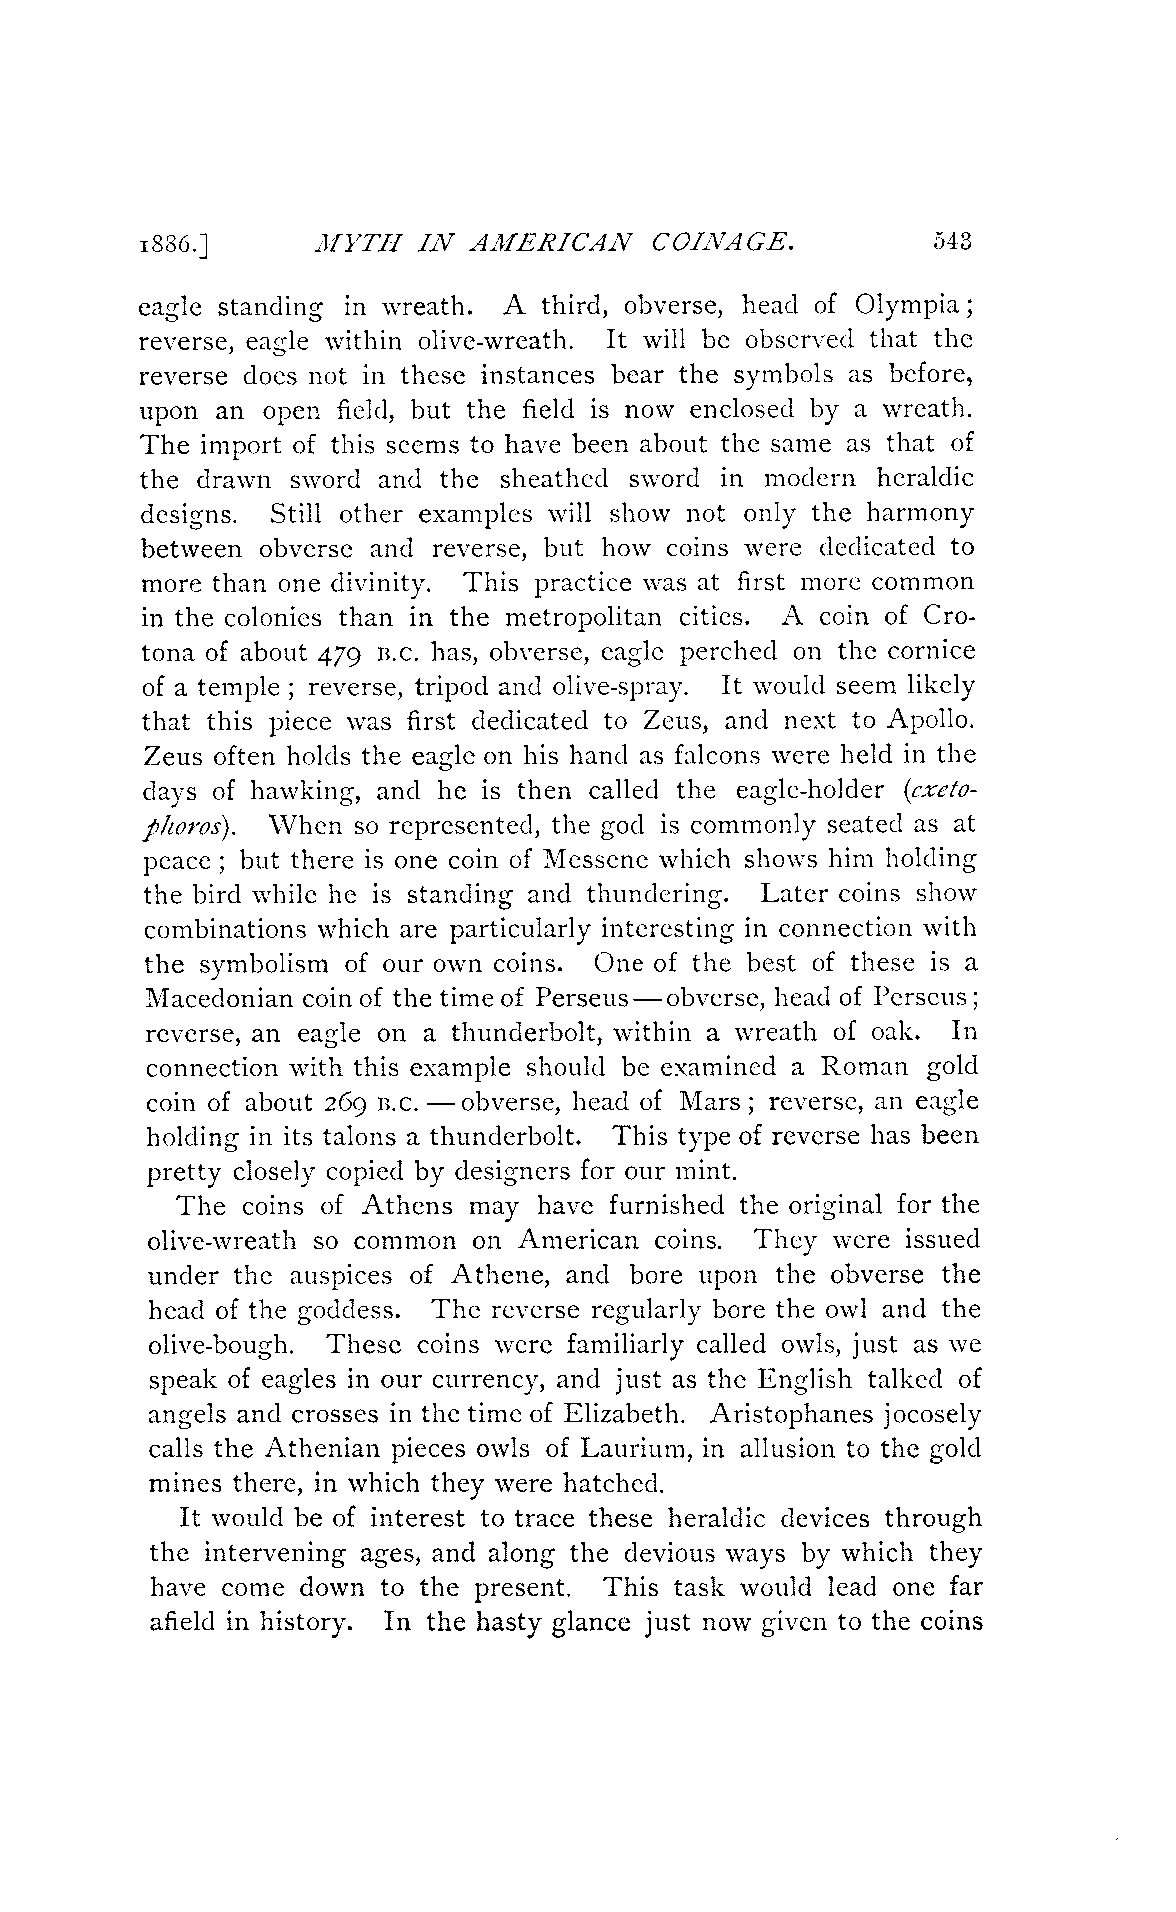 1886.] MYTH IN AMERICAN COINAGE. 543
eagle standing in wreath. A third, obverse, head of Olympia;
reverse, eagle within olive-wreath. It will be observed that the
reverse does not in these instances bear the symbols as before,
upon an open field, but the field is now enclosed by a wreath.
The import of this seems to have been about the same as that of
the drawn sword and the sheathed sword in modern heraldic
designs. Still other examples will show not only the harmony
between obverse and reverse, but how coins were dedicated to
more than one divinity. This practice was at first more common
in the colonies than in the metropolitan cities. A coin of Cro-
tona of about 479 B.C. has, obverse, eagle perched on the cornice
of a temple; reverse, tripod and olive-spray. It would seem likely
that this piece was first dedicated to Zeus, and next to Apollo.
Zeus often holds the eagle on his hand as falcons were held in the
days of hawking, and he is then called the eagle-holder (cxeto-
phoros). When so represented, the god is commonly seated as at
peace; but there is one coin of Messene which shows him holding
the bird while he is standing and thundering. Later coins show
combinations which are particularly interesting in connection with
the symbolism of our own coins. One of the best of these is a
Macedonian coin of the time of Perseus—obverse, head of Perseus;
reverse, an eagle on a thunderbolt, within a wreath of oak. In
connection with this example should be examined a Roman gold
coin of about 269 B.C. — obverse, head of Mars; reverse, an eagle
holding in its talons a thunderbolt. This type of reverse has been
pretty closely copied by designers for our mint.
The coins of Athens may have furnished the original for the
olive-wreath so common on American coins. They were issued
under the auspices of Athene, and bore upon the obverse the
head of the goddess. The reverse regularly bore the owl and the
olive-bough. These coins were familiarly called owls, just as we
speak of eagles in our currency, and just as the English talked of
angels and crosses in the time of Elizabeth. Aristophanes jocosely
calls the Athenian pieces owls of Laurium, in allusion to the gold
mines there, in which they were hatched.
It would be of interest to trace these heraldic devices through
the intervening ages, and along the devious ways by which they
have come down to the present. This task would lead one far
afield in history. In the hasty glance just now given to the coins